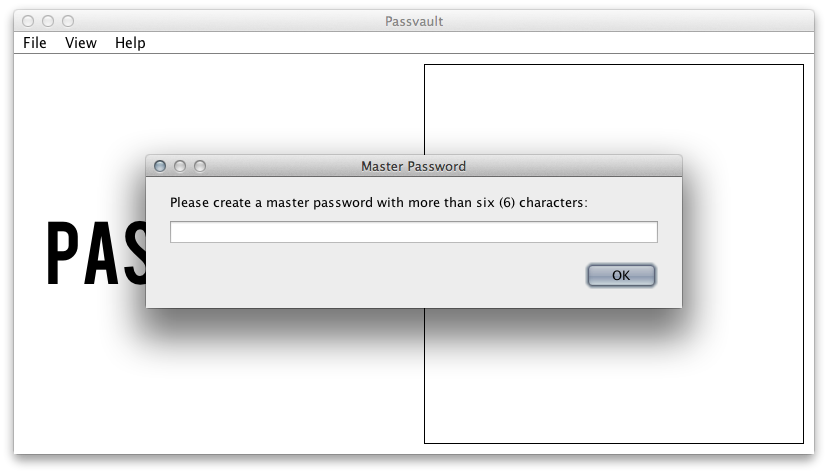 Passvault
File View Help
Master Password
Please create a master password with more than six (6) characters:
PAS
OK